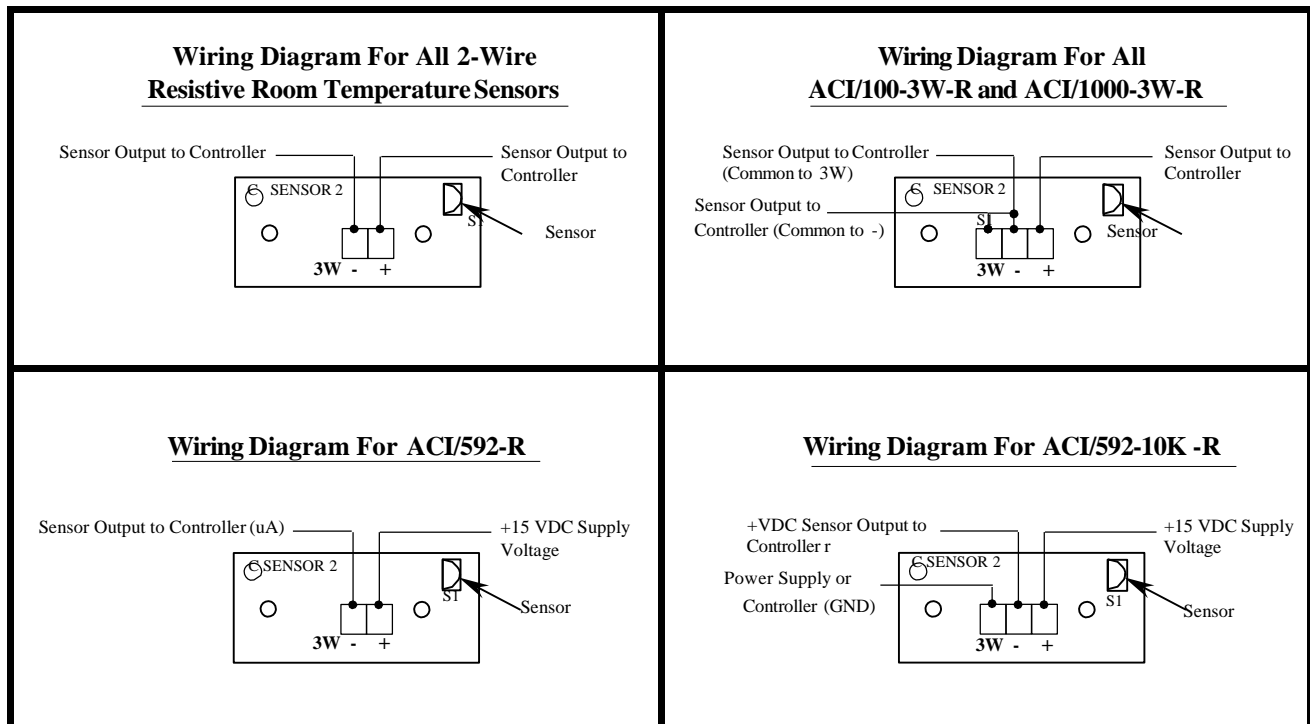 Wiring Diagram For All 2-Wire
Resistive Room Temperature Sensors
Sensor Output to Controller
Sensor Output to
Controller
C SENSOR 2
S1
Sensor
3W - +
Wiring Diagram For All
ACI/100-3W-R and ACI/1000-3W-R
Sensor Output to Controller
(Common to 3W)
Sensor Output to
Controller
C SENSOR 2
Sensor Output to
Controller (Common to -)
S1
Sensor
3W - +
Wiring Diagram For ACI/592-R
Sensor Output to Controller (uA)
+15 VDC Supply
Voltage
C SENSOR 2
S1
Sensor
3W - +
Wiring Diagram For ACI/592-10K -R
+VDC Sensor Output to
Controller r
+15 VDC Supply
Voltage
C SENSOR 2
Power Supply or
Controller (GND)
S1
Sensor
3W - +